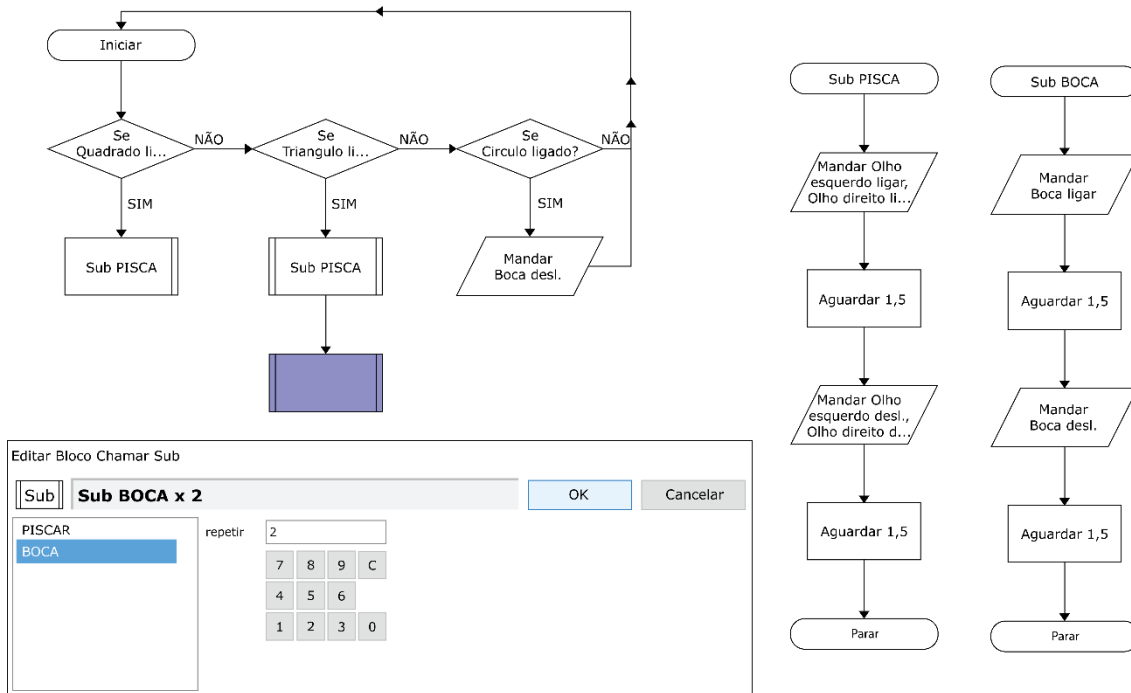 Iniciar
Se
Quadrado li...
NÃO
Se
Triangulo li...
NÃO
Se
Circulo ligado?
NÃO
SIM
SIM
SIM
Sub PISCA
Sub PISCA
Mandar
Boca desl.
Sub PISCA
Mandar Olho
esquerdo ligar,
Olho direito li...
Aguardar 1,5
Mandar Olho
esquerdo desl.,
Olho direito d...
Aguardar 1,5
Parar
Sub BOCA
Mandar
Boca ligar
Aguardar 1,5
Mandar
Boca desl.
Aguardar 1,5
Parar
Editar Bloco Chamar Sub
Sub
Sub BOCA x 2
OK
Cancelar
PISCAR
BOCA
repetir
2
7 8 9 C
4 5 6
1 2 3 0